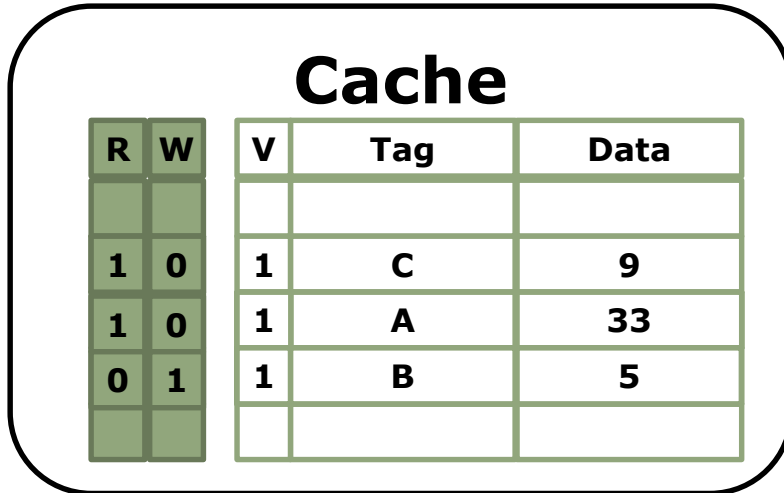 Cache
R W V Tag Data
1 0 1 C 9
1 0 1 A 33
0 1 1 B 5